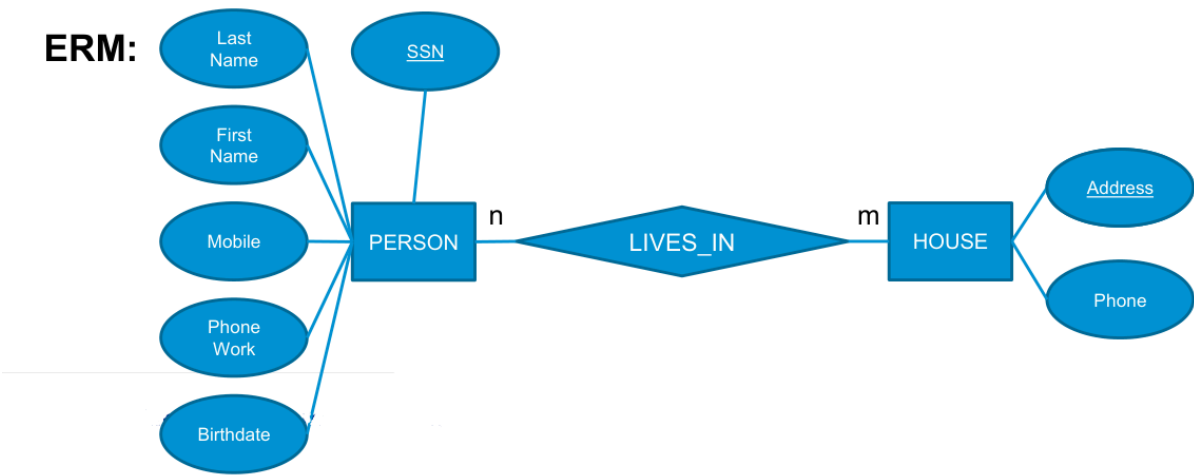 ERM:
Last
Name
SSN
First
Name
Address
n
m
Mobile
PERSON
LIVES_IN
HOUSE
Phone
Phone
Work
Birthdate